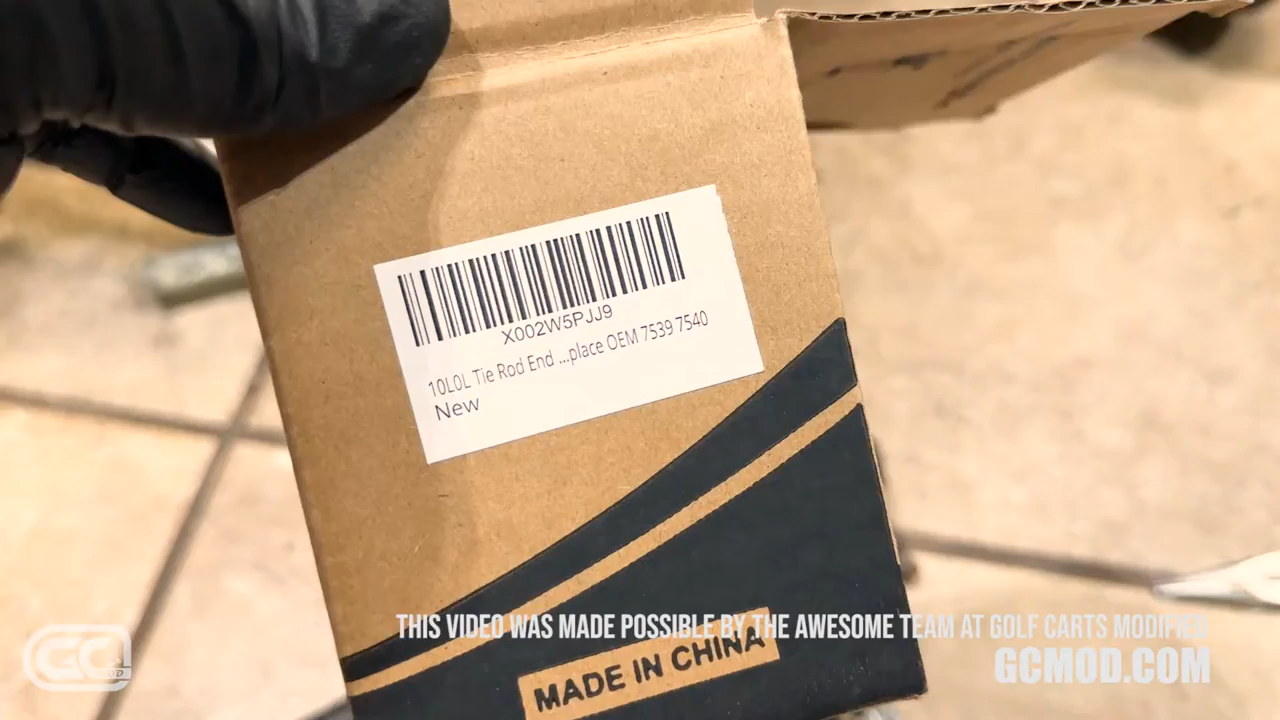 X002W5PJJ9
10L0L Tie Rod End ...place OEM 7539 7540
New
THIS VIDEO WAS MADE POSSIBLE BY THE AWESOME TEAM AT GOLF CARTS MODIFIED
GCMOD.COM
MADE IN CHINA
GC